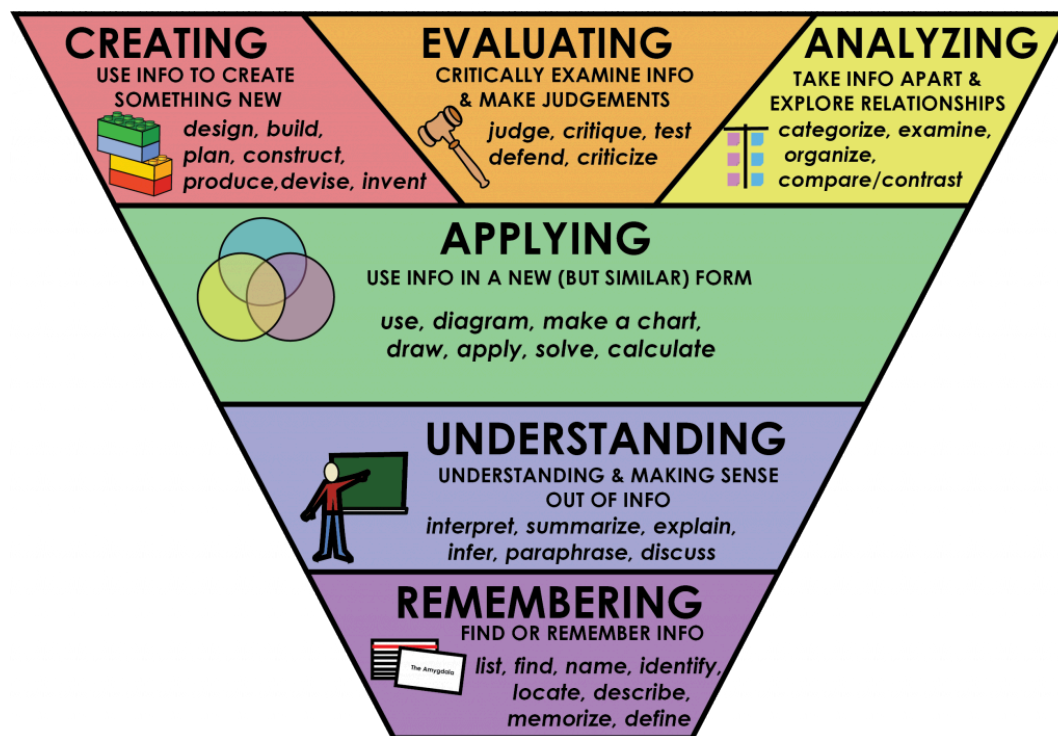 CREATING
USE INFO TO CREATE
SOMETHING NEW
design, build,
plan, construct,
produce,devise, invent
EVALUATING
CRITICALLY EXAMINE INFO
& MAKE JUDGEMENTS
judge, critique, test
defend, criticize
ANALYZING
TAKE INFO APART &
EXPLORE RELATIONSHIPS
categorize, examine,
organize,
compare/contrast
APPLYING
USE INFO IN A NEW (BUT SIMILAR) FORM
use, diagram, make a chart,
draw, apply, solve, calculate
UNDERSTANDING
UNDERSTANDING & MAKING SENSE
OUT OF INFO
interpret, summarize, explain,
infer, paraphrase, discuss
REMEMBERING
FIND OR REMEMBER INFO
The Amygdala
list, find, name, identify,
locate, describe,
memorize, define